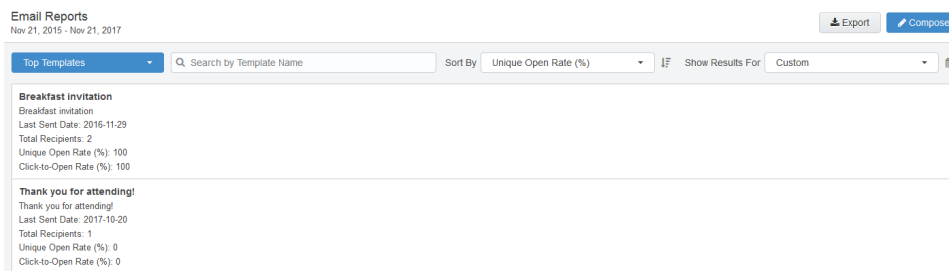 Email Reports
Nov 21, 2015 - Nov 21, 2017
Export
Compose
Top Templates
Search by Template Name
Sort By
Unique Open Rate (%)
Show Results For
Custom
Breakfast invitation
Breakfast invitation
Last Sent Date: 2016-11-29
Total Recipients: 2
Unique Open Rate (%): 100
Click-to-Open Rate (%): 100
Thank you for attending!
Thank you for attending!
Last Sent Date: 2017-10-20
Total Recipients: 1
Unique Open Rate (%): 0
Click-to-Open Rate (%): 0